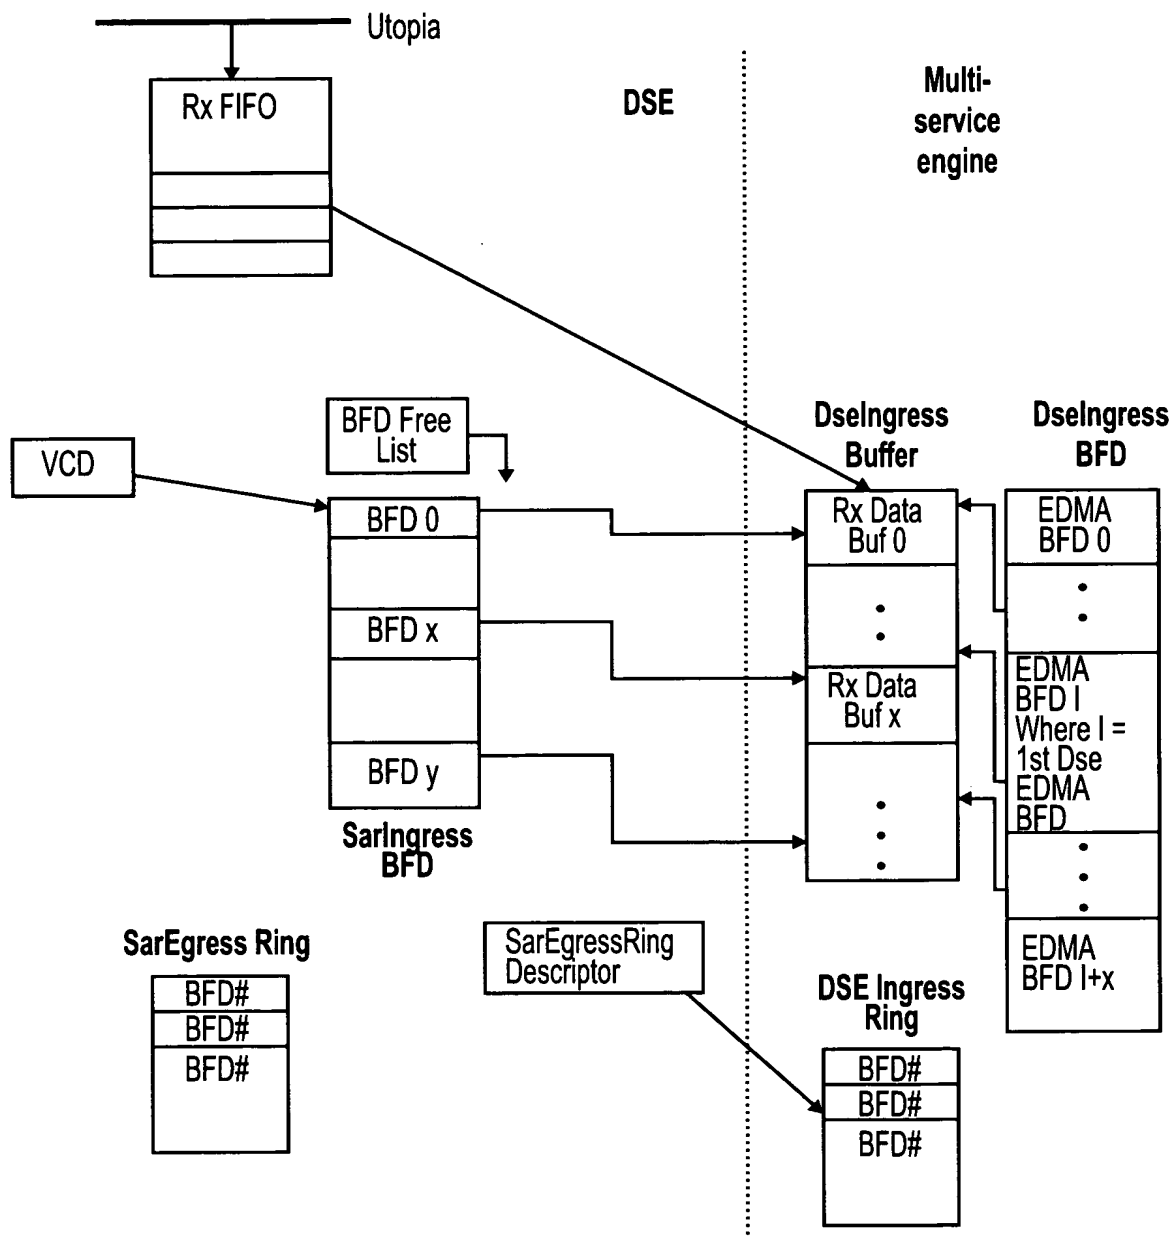 Utopia
Rx FIFO
DSE
Multi-
service
engine
BFD Free
List
VCD
DseIngress
Buffer
DseIngress
BFD
BFD 0
BFD x
BFD y
SarIngress
BFD
Rx Data
Buf 0
Rx Data
Buf x
EDMA
BFD 0
EDMA
BFD I
Where I =
1st Dse
EDMA
BFD
EDMA
BFD I+x
SarEgress Ring
BFD#
BFD#
BFD#
SarEgressRing
Descriptor
DSE Ingress
Ring
BFD#
BFD#
BFD#